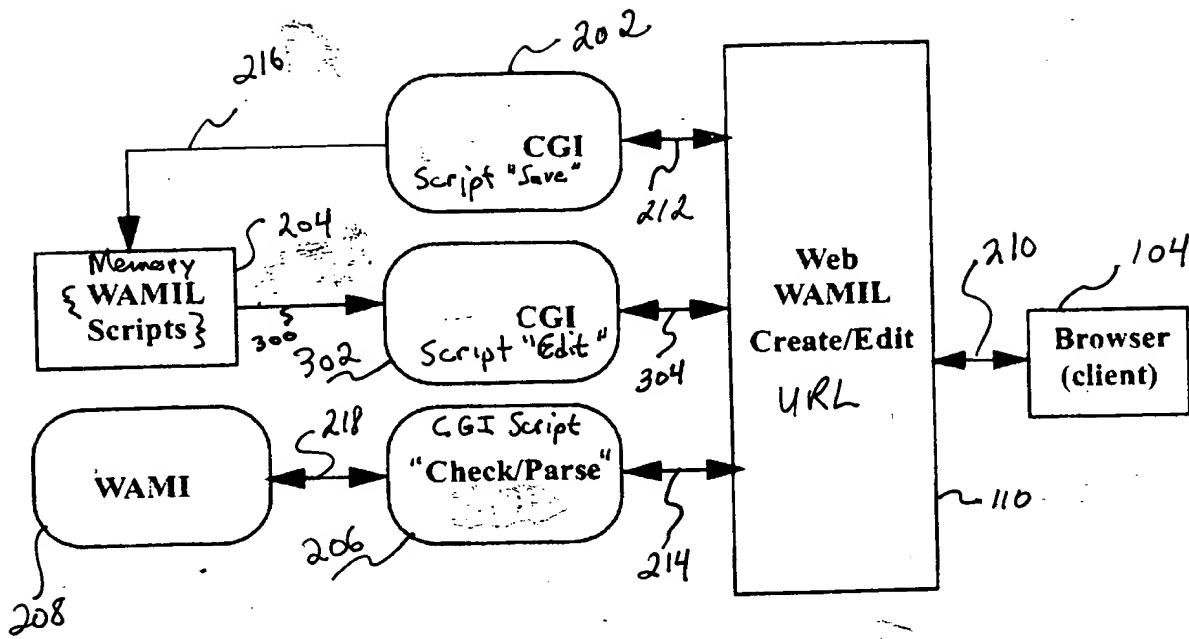 216
202
CGI
Script "Save"
212
204
Memory
{ WAMIL
Scripts }
300
CGI
Script "Edit"
302
304
Web
WAMIL
Create/Edit
URL
210
104
Browser
(client)
110
WAMI
208
218
CGI Script
"Check/Parse"
206
214